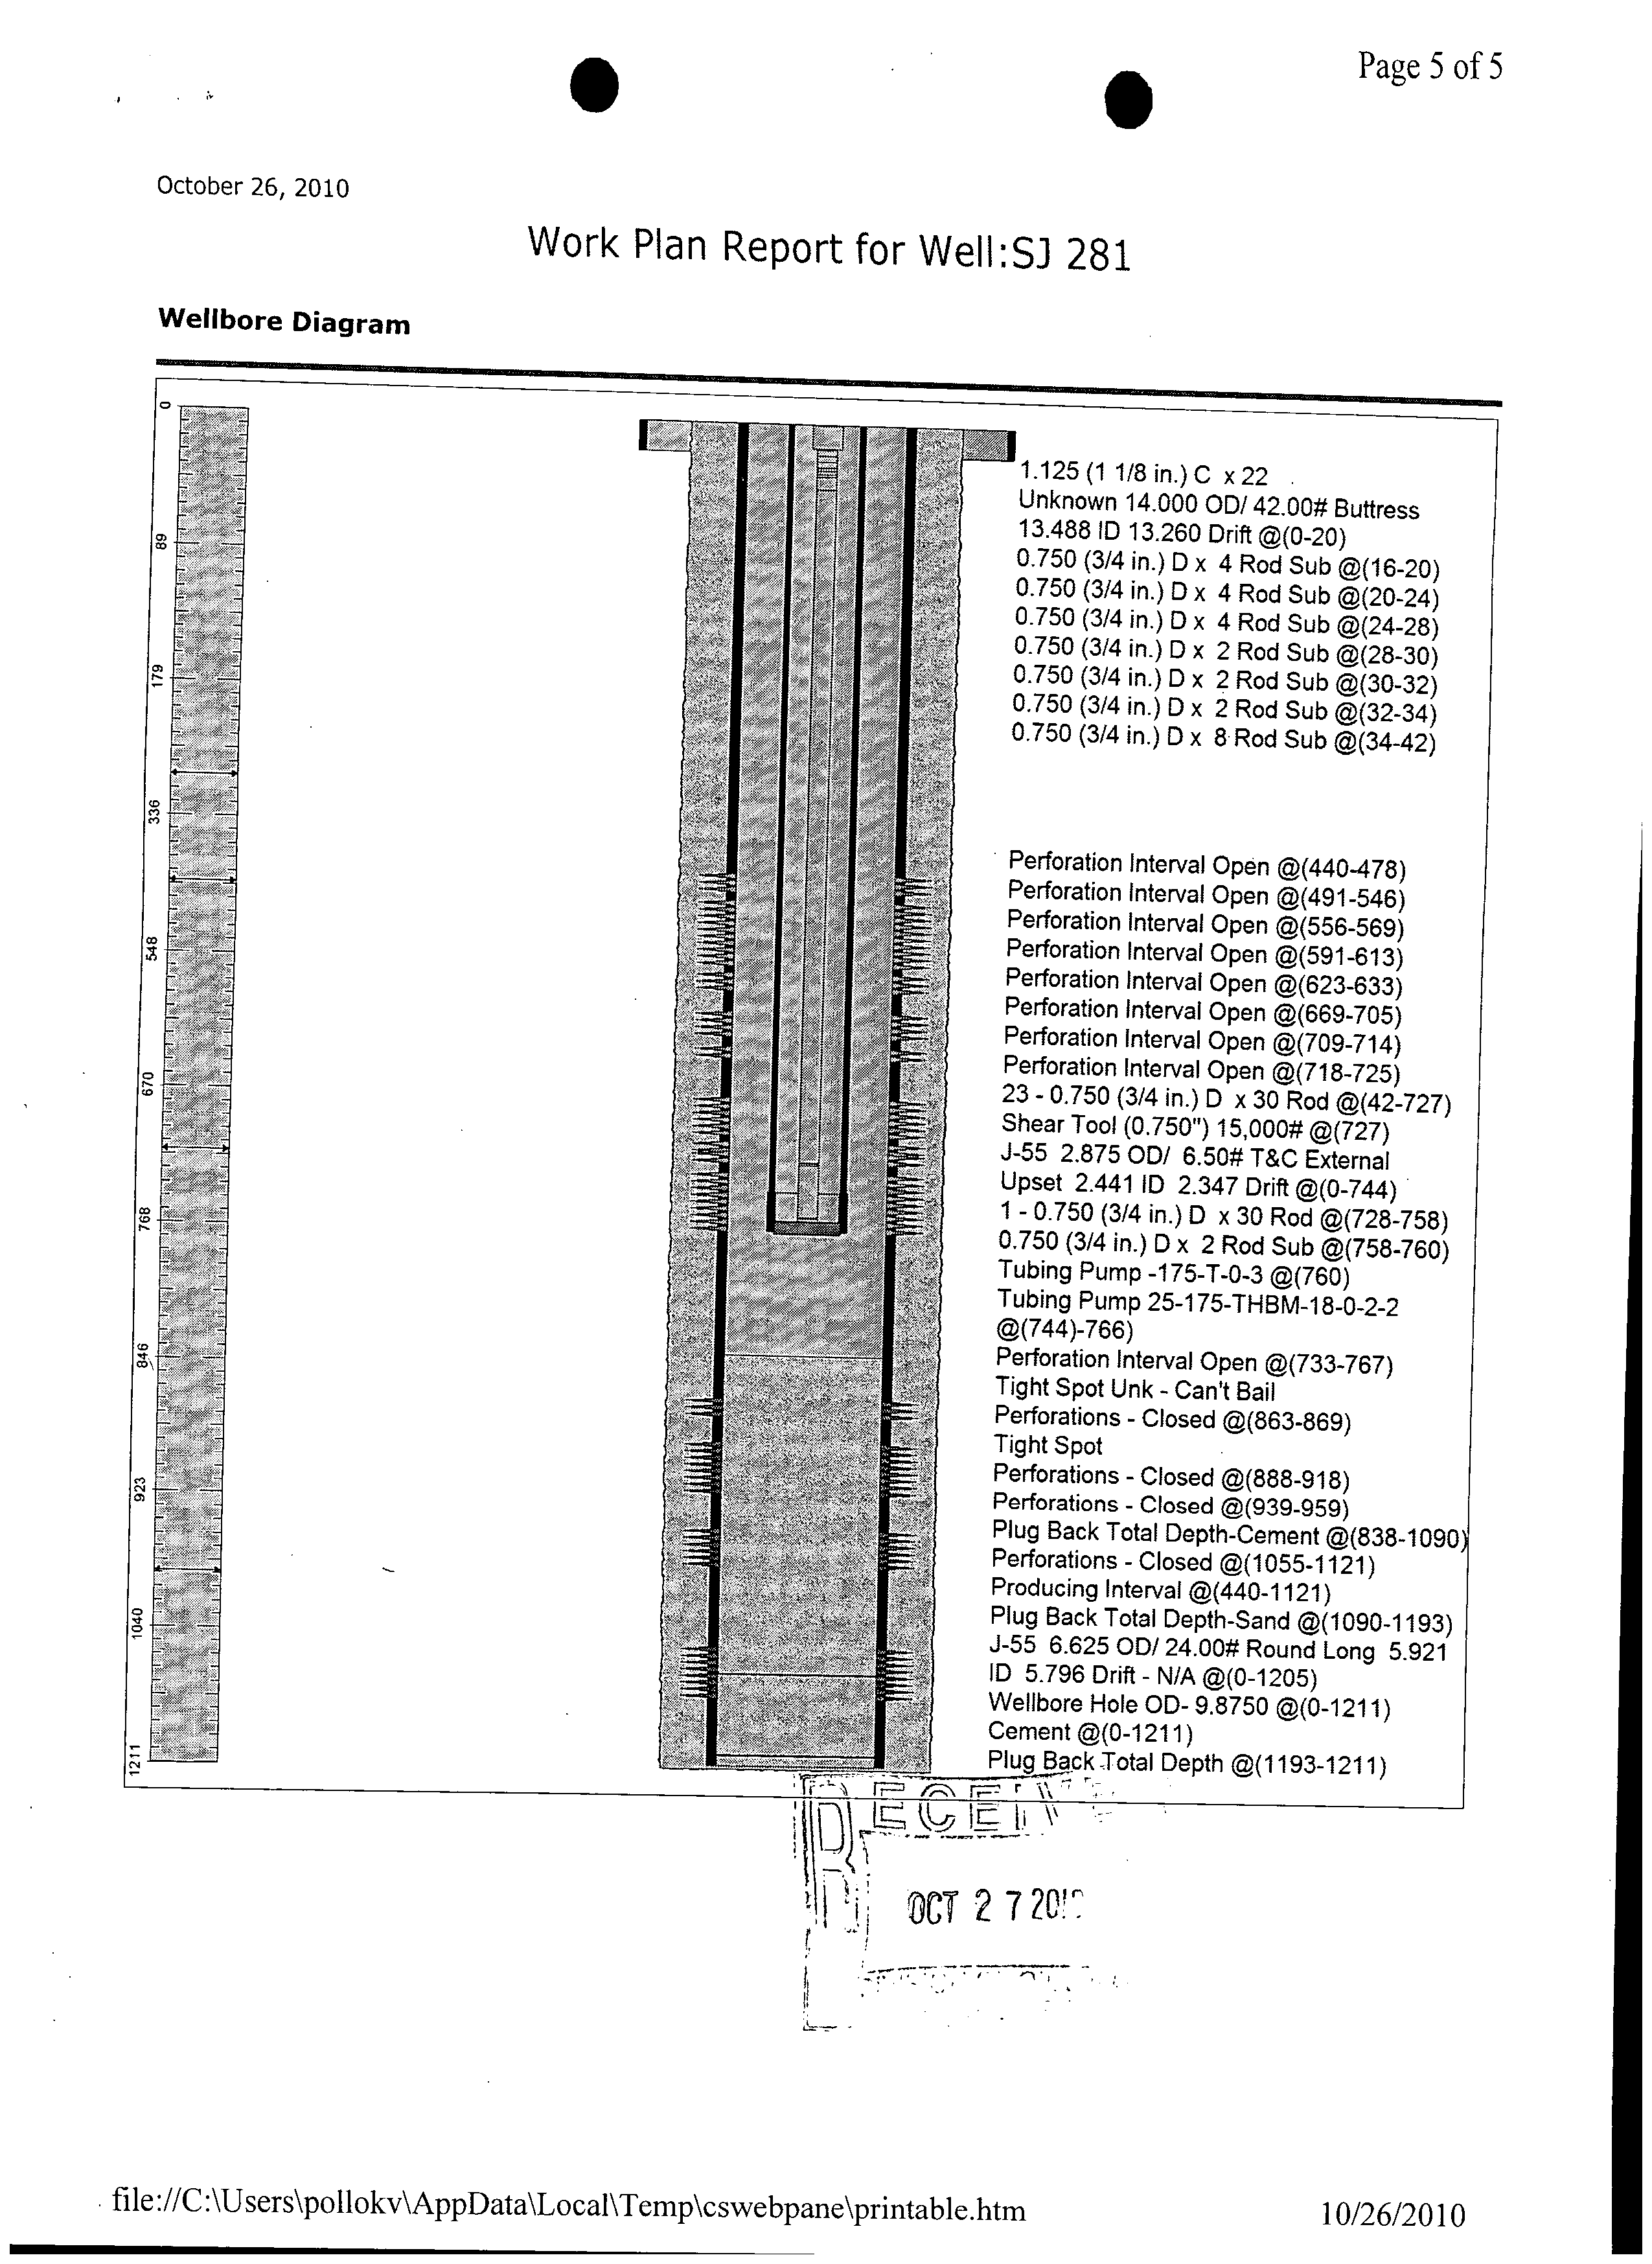 Page 5 of 5
October 26, 2010
Work Plan Report for Well:SJ 281
Wellbore Diagram
0
89
179
336
548
670
768
846
923
1040
1211
1.125 (1 1/8 in.) C x 22
Unknown 14.000 OD/ 42.00# Buttress
13.488 ID 13.260 Drift @(0-20)
0.750 (3/4 in.) D x 4 Rod Sub @(16-20)
0.750 (3/4 in.) D x 4 Rod Sub @(20-24)
0.750 (3/4 in.) D x 4 Rod Sub @(24-28)
0.750 (3/4 in.) D x 2 Rod Sub @(28-30)
0.750 (3/4 in.) D x 2 Rod Sub @(30-32)
0.750 (3/4 in.) D x 2 Rod Sub @(32-34)
0.750 (3/4 in.) D x 8 Rod Sub @(34-42)
Perforation Interval Open @(440-478)
Perforation Interval Open @(491-546)
Perforation Interval Open @(556-569)
Perforation Interval Open @(591-613)
Perforation Interval Open @(623-633)
Perforation Interval Open @(669-705)
Perforation Interval Open @(709-714)
Perforation Interval Open @(718-725)
23 - 0.750 (3/4 in.) D x 30 Rod @(42-727)
Shear Tool (0.750") 15,000# @(727)
J-55 2.875 OD/ 6.50# T&C External
Upset 2.441 ID 2.347 Drift @(0-744)
1 - 0.750 (3/4 in.) D x 30 Rod @(728-758)
0.750 (3/4 in.) D x 2 Rod Sub @(758-760)
Tubing Pump -175-T-0-3 @(760)
Tubing Pump 25-175-THBM-18-0-2-2
@(744)-766)
Perforation Interval Open @(733-767)
Tight Spot Unk - Can't Bail
Perforations - Closed @(863-869)
Tight Spot
Perforations - Closed @(888-918)
Perforations - Closed @(939-959)
Plug Back Total Depth-Cement @(838-1090)
Perforations - Closed @(1055-1121)
Producing Interval @(440-1121)
Plug Back Total Depth-Sand @(1090-1193)
J-55 6.625 OD/ 24.00# Round Long 5.921
ID 5.796 Drift - N/A @(0-1205)
Wellbore Hole OD- 9.8750 @(0-1211)
Cement @(0-1211)
Plug Back Total Depth @(1193-1211)
OCT 27
file://C:\Users\pollokv\AppData\Local\Temp\cswebpane\printable.htm
10/26/2010